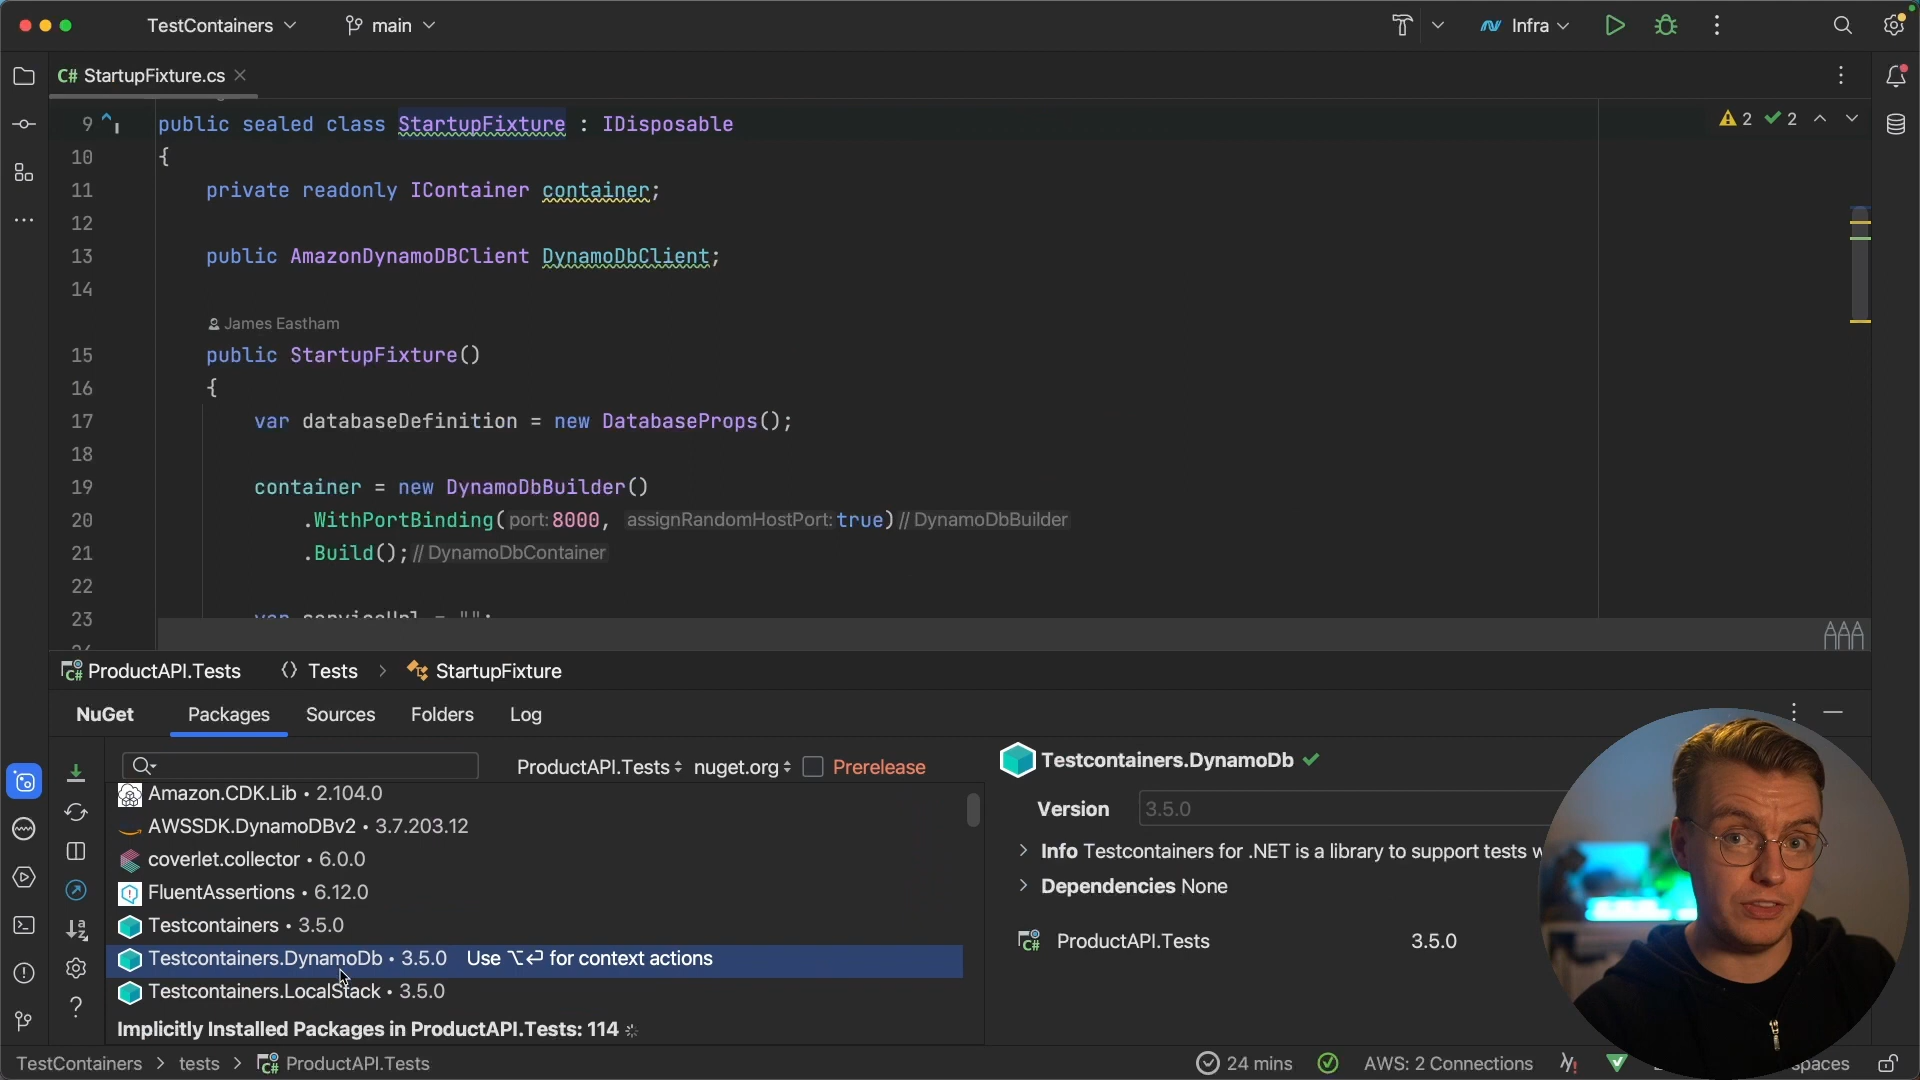 TestContainers
main
Infra
C# StartupFixture.cs
2 2
9 public sealed class StartupFixture : IDisposable
10 {
11 private readonly IContainer container;
12
13 public AmazonDynamoDBClient DynamoDbClient;
14
James Eastham
15 public StartupFixture()
16 {
17 var databaseDefinition = new DatabaseProps();
18
19 container = new DynamoDbBuilder()
20 .WithPortBinding( port: 8000, assignRandomHostPort: true) // DynamoDbBuilder
21 .Build(); // DynamoDbContainer
22
23 var serviceUrl = "";
C# ProductAPI.Tests
Tests
StartupFixture
NuGet
Packages
Sources
Folders
Log
ProductAPI.Tests
nuget.org
Prerelease
Amazon.CDK.Lib • 2.104.0
AWSSDK.DynamoDBv2 • 3.7.203.12
coverlet.collector • 6.0.0
FluentAssertions • 6.12.0
Testcontainers • 3.5.0
Testcontainers.DynamoDb • 3.5.0 Use ⌥⏎ for context actions
Testcontainers.LocalStack • 3.5.0
Implicitly Installed Packages in ProductAPI.Tests: 114
Testcontainers.DynamoDb
Version 3.5.0
Info Testcontainers for .NET is a library to support tests w
Dependencies None
C# ProductAPI.Tests 3.5.0
TestContainers > tests > C# ProductAPI.Tests
24 mins
AWS: 2 Connections
spaces